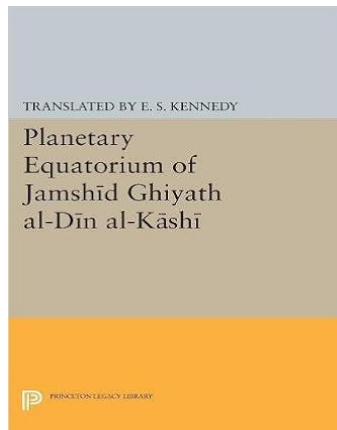 TRANSLATED BY E. S. KENNEDY
Planetary
Equatorium of
Jamshīd Ghiyath
al-Dīn al-Kāshī
PRINCETON LEGACY LIBRARY